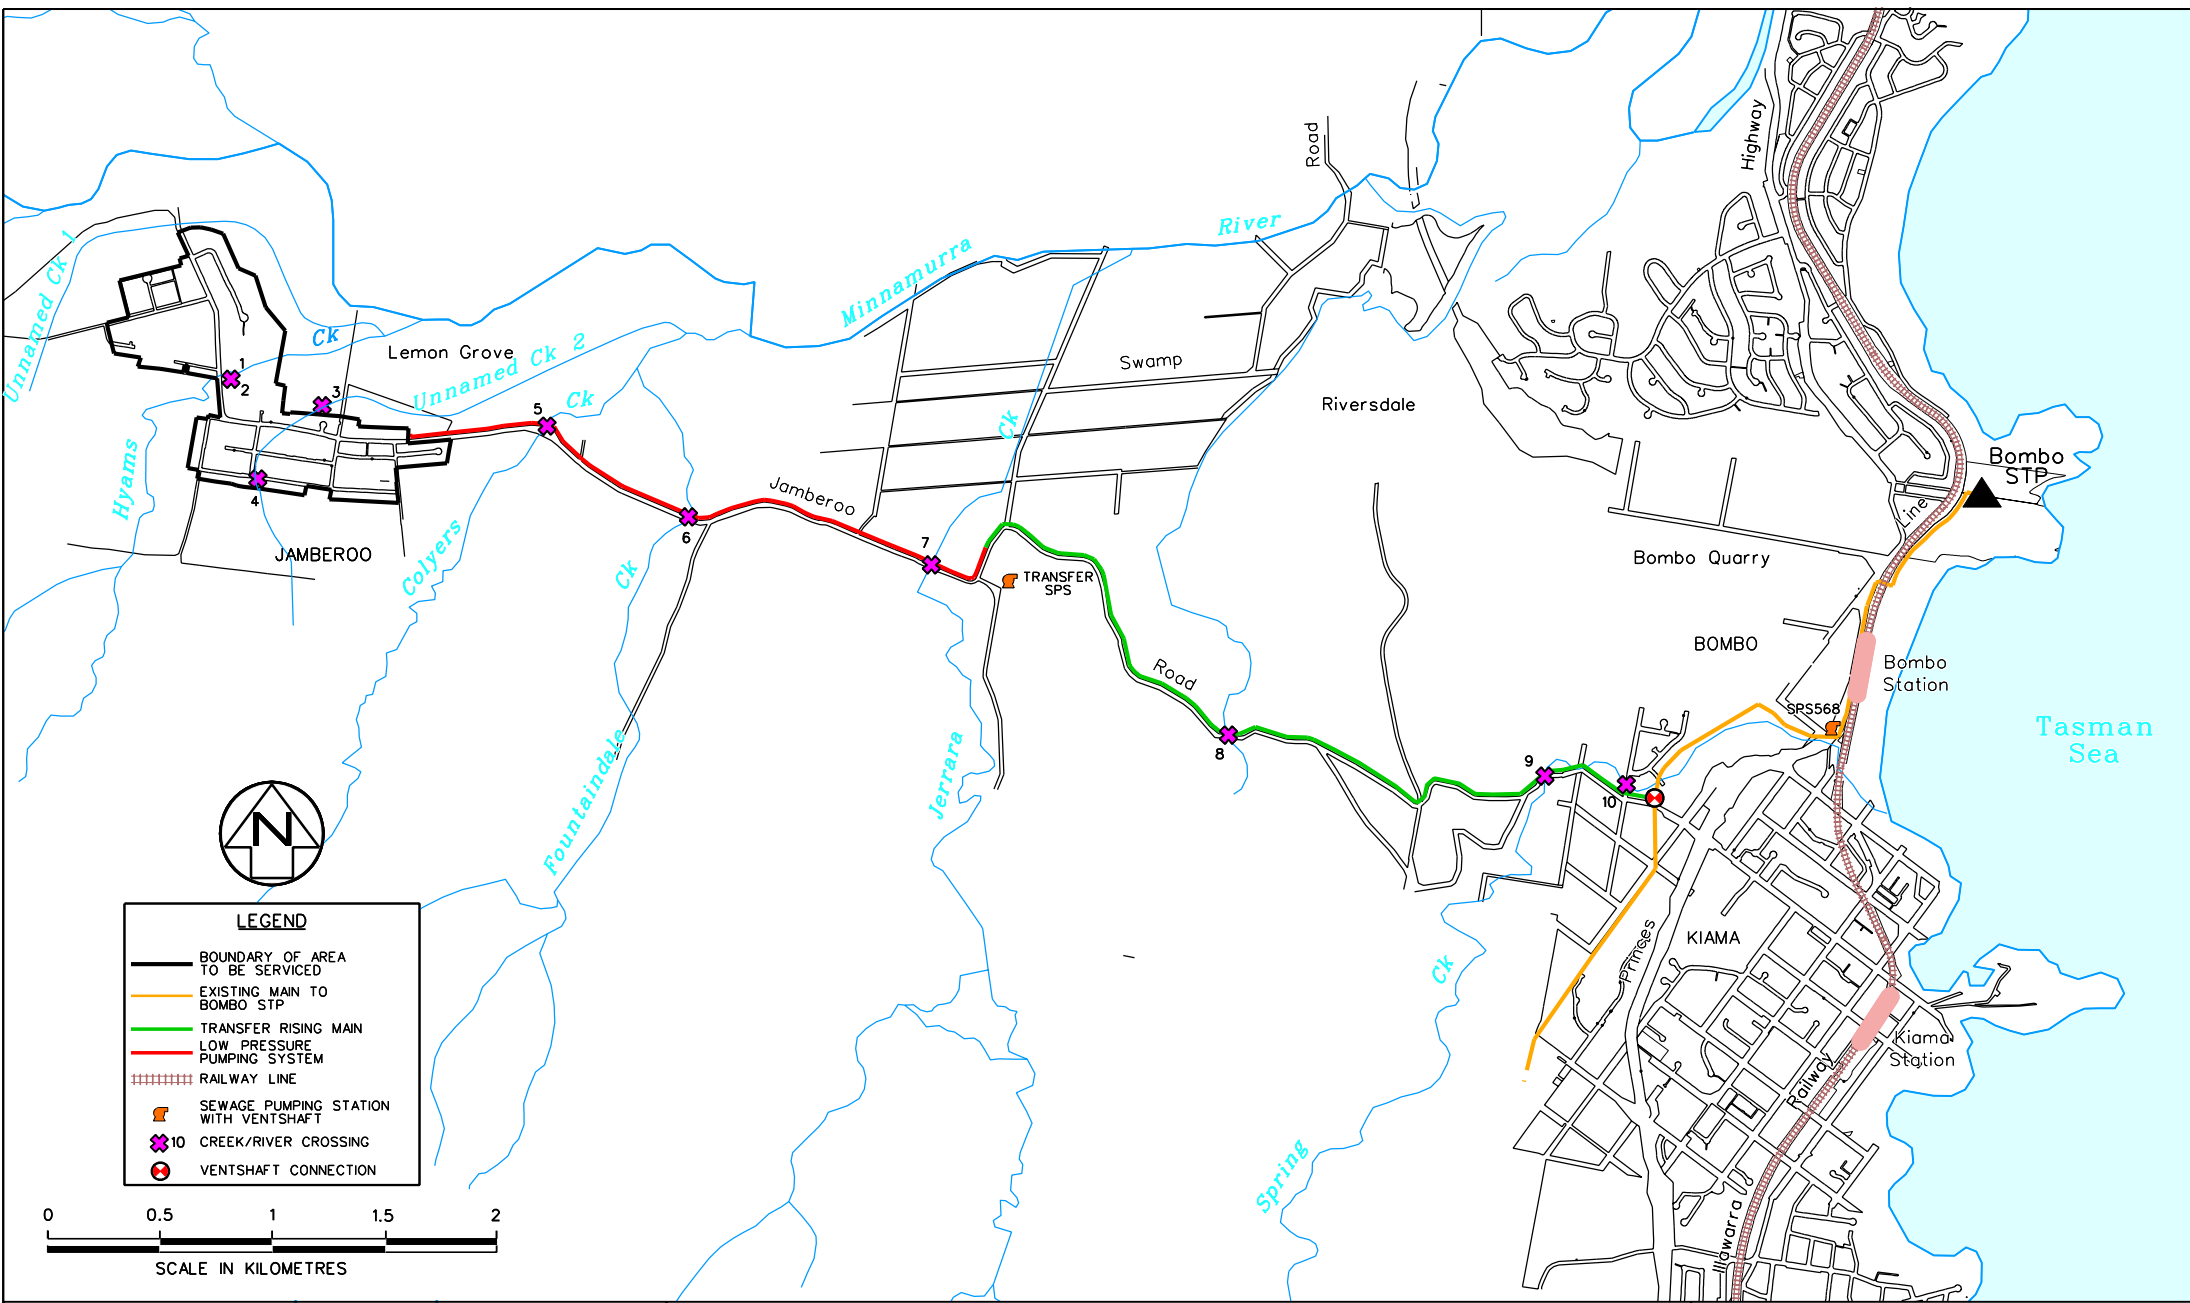 Road
Highway
Unnamed Ck 1
River
Minnamurra
Ck
Lemon Grove
Unnamed Ck 2
Swamp
Riversdale
1
2
3
4
5
Ck
Ck
Hyams
JAMBEROO
Colyers
Jamberoo
6
7
Ck
TRANSFER
SPS
Bombo
STP
Line
Bombo Quarry
BOMBO
Bombo
Station
SPS568
Road
8
9
10
Tasman
Sea
Fountaindale
Jerrara
Ck
Princes
KIAMA
Kiama
Station
Railway
Illawarra
Spring
N
LEGEND
BOUNDARY OF AREA
TO BE SERVICED
EXISTING MAIN TO
BOMBO STP
TRANSFER RISING MAIN
LOW PRESSURE
PUMPING SYSTEM
RAILWAY LINE
SEWAGE PUMPING STATION
WITH VENTSHAFT
10 CREEK/RIVER CROSSING
VENTSHAFT CONNECTION
0 0.5 1 1.5 2
SCALE IN KILOMETRES